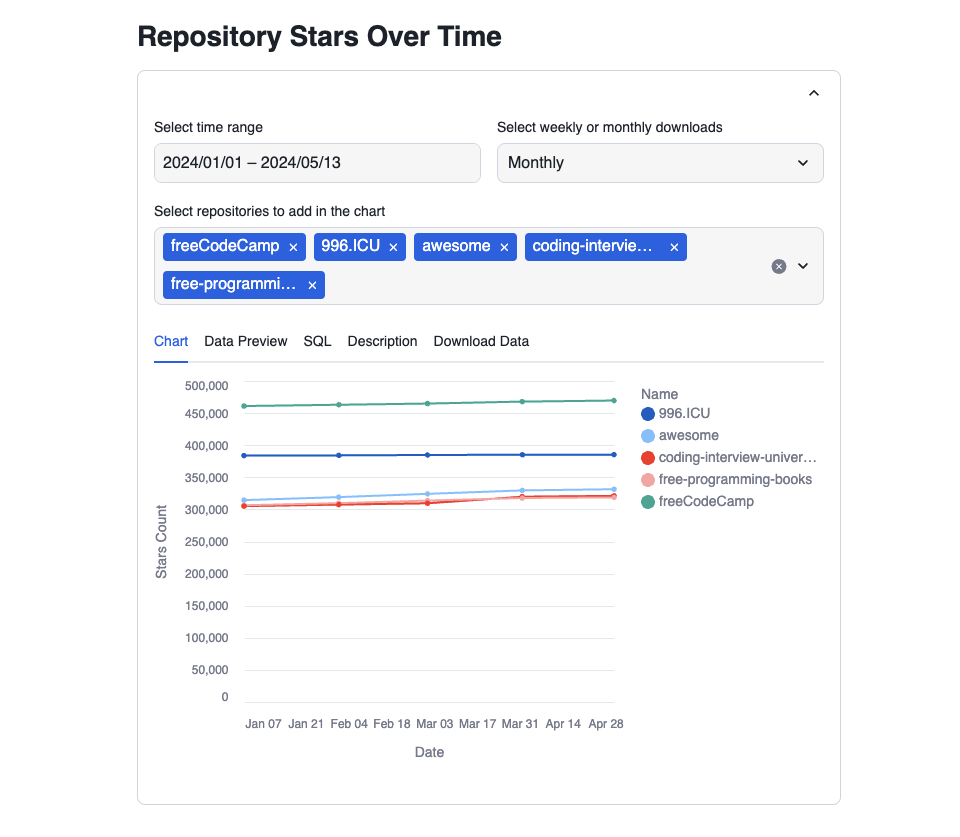 Repository Stars Over Time
Select time range
Select weekly or monthly downloads
2024/01/01 – 2024/05/13
Monthly
Select repositories to add in the chart
freeCodeCamp × 996.ICU × awesome × coding-intervie... ×
free-programmi... ×
Chart Data Preview SQL Description Download Data
500,000
450,000
400,000
350,000
300,000
250,000
200,000
150,000
100,000
50,000
0
Stars Count
Jan 07 Jan 21 Feb 04 Feb 18 Mar 03 Mar 17 Mar 31 Apr 14 Apr 28
Date
Name
996.ICU
awesome
coding-interview-univer...
free-programming-books
freeCodeCamp